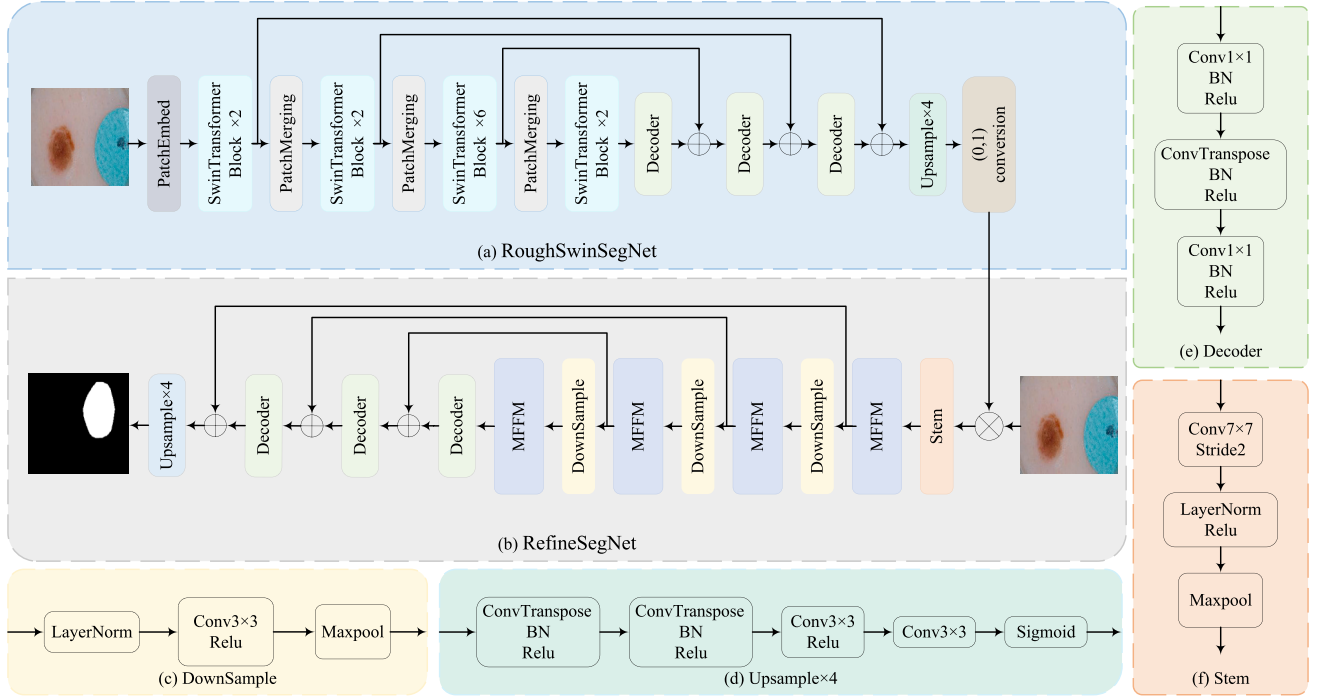 PatchEmbed
SwinTransformer
Block ×2
PatchMerging
SwinTransformer
Block ×2
PatchMerging
SwinTransformer
Block ×6
PatchMerging
SwinTransformer
Block ×2
Decoder
Decoder
Decoder
Upsample×4
(0,1)
conversion
(a) RoughSwinSegNet
Upsample×4
Decoder
Decoder
Decoder
MFFM
DownSample
MFFM
DownSample
MFFM
DownSample
MFFM
Stem
(b) RefineSegNet
LayerNorm
Conv3×3
Relu
Maxpool
(c) DownSample
ConvTranspose
BN
Relu
ConvTranspose
BN
Relu
Conv3×3
Relu
Conv3×3
Sigmoid
(d) Upsample×4
Conv1×1
BN
Relu
ConvTranspose
BN
Relu
Conv1×1
BN
Relu
(e) Decoder
Conv7×7
Stride2
LayerNorm
Relu
Maxpool
(f) Stem